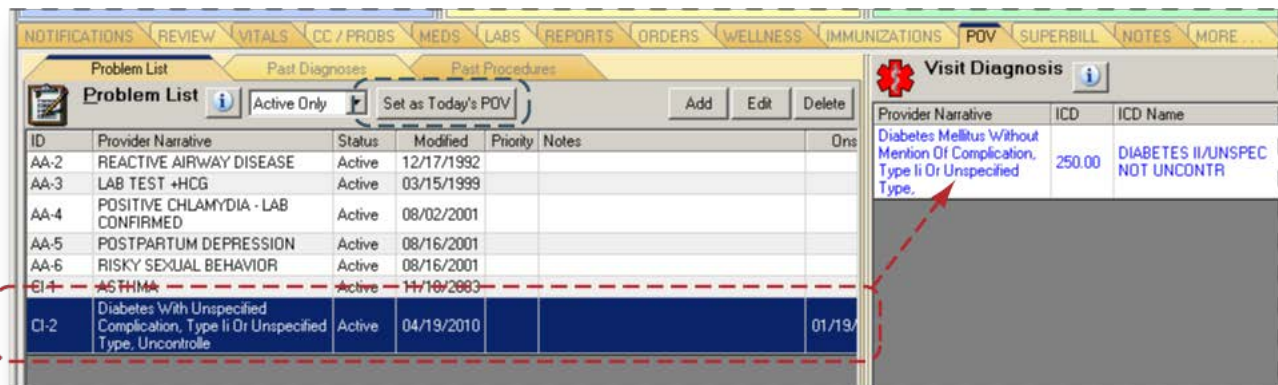 NOTIFICATIONS REVIEW VITALS CC / PROBS MEDS LABS REPORTS ORDERS WELLNESS IMMUNIZATIONS POV SUPERBILL NOTES MORE ...
Problem List Past Diagnoses Past Procedures
Problem List Active Only Set as Today's POV Add Edit Delete
ID Provider Narrative Status Modified Priority Notes Ons
AA-2 REACTIVE AIRWAY DISEASE Active 12/17/1992
AA-3 LAB TEST +HCG Active 03/15/1999
AA-4 POSITIVE CHLAMYDIA - LAB
CONFIRMED Active 08/02/2001
AA-5 POSTPARTUM DEPRESSION Active 08/16/2001
AA-6 RISKY SEXUAL BEHAVIOR Active 08/16/2001
CI-1 ASTHMA Active 11/10/2003
CI-2 Diabetes With Unspecified
Complication, Type Ii Or Unspecified Active 04/19/2010 01/19/
Type, Uncontrolle
Visit Diagnosis i
Provider Narrative ICD ICD Name
Diabetes Mellitus Without
Mention Of Complication, 250.00 DIABETES II/UNSPEC
Type Ii Or Unspecified NOT UNCONTR
Type,